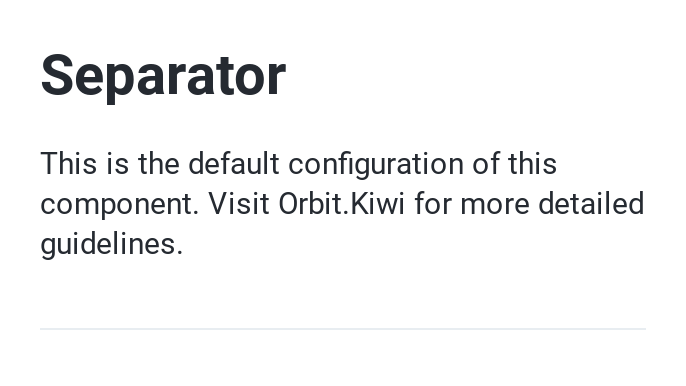 Separator
This is the default configuration of this
component. Visit Orbit.Kiwi for more detailed
guidelines.